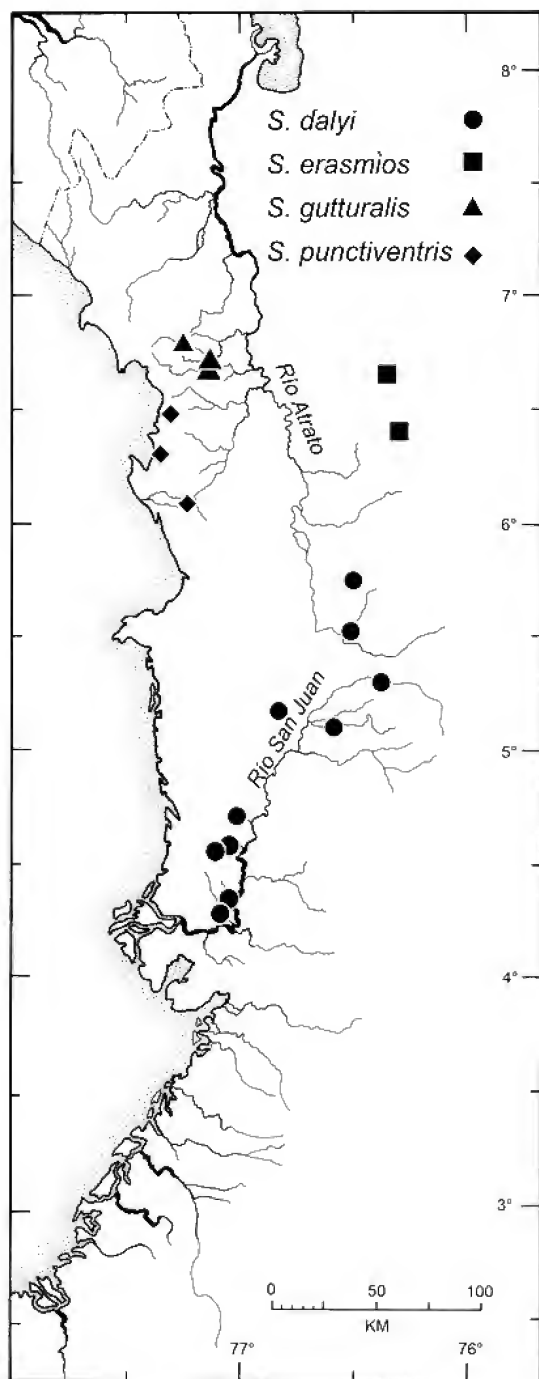 8°
S. dalyi
S. erasmìos
S. gutturalis
S. punctiventris
7°
Rio Atrato
6°
Rio San Juan
5°
4°
3°
0 50 100
KM
77° 76°